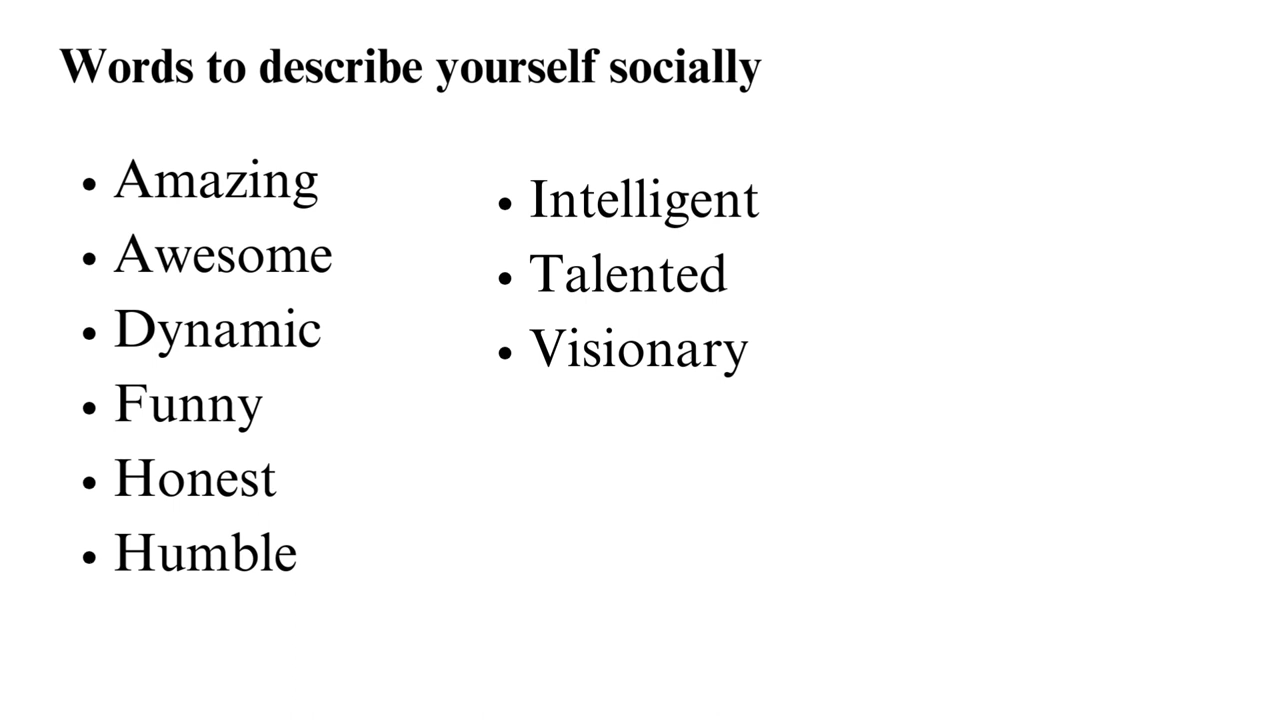 Words to describe yourself socially
• Amazing
• Awesome
• Dynamic
• Funny
• Honest
• Humble
• Intelligent
• Talented
• Visionary